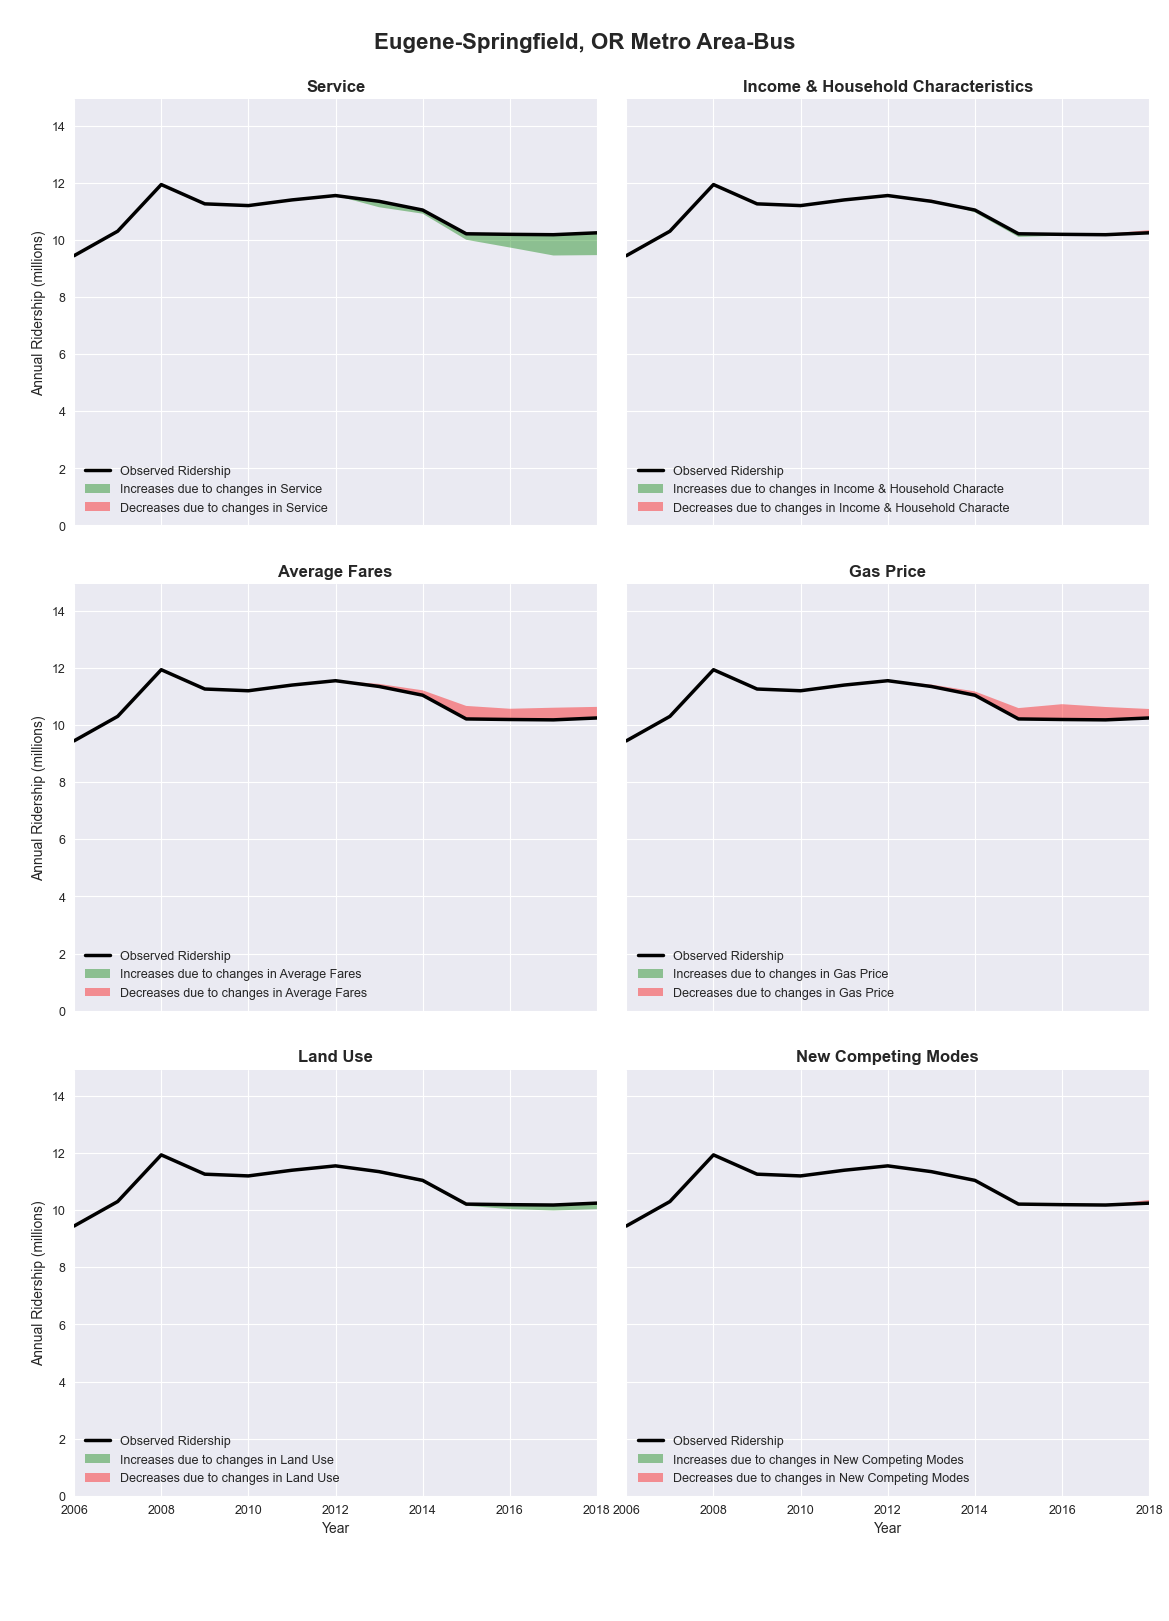 Eugene-Springfield, OR Metro Area-Bus
Service
Income & Household Characteristics
Annual Ridership (millions)
14
12
10
8
6
4
2
0
Observed Ridership
Increases due to changes in Service
Decreases due to changes in Service
Observed Ridership
Increases due to changes in Income & Household Characte
Decreases due to changes in Income & Household Characte
Average Fares
Gas Price
Annual Ridership (millions)
14
12
10
8
6
4
2
0
Observed Ridership
Increases due to changes in Average Fares
Decreases due to changes in Average Fares
Observed Ridership
Increases due to changes in Gas Price
Decreases due to changes in Gas Price
Land Use
New Competing Modes
Annual Ridership (millions)
14
12
10
8
6
4
2
0
Observed Ridership
Increases due to changes in Land Use
Decreases due to changes in Land Use
Observed Ridership
Increases due to changes in New Competing Modes
Decreases due to changes in New Competing Modes
2006 2008 2010 2012 2014 2016 2018
2006 2008 2010 2012 2014 2016 2018
Year
Year